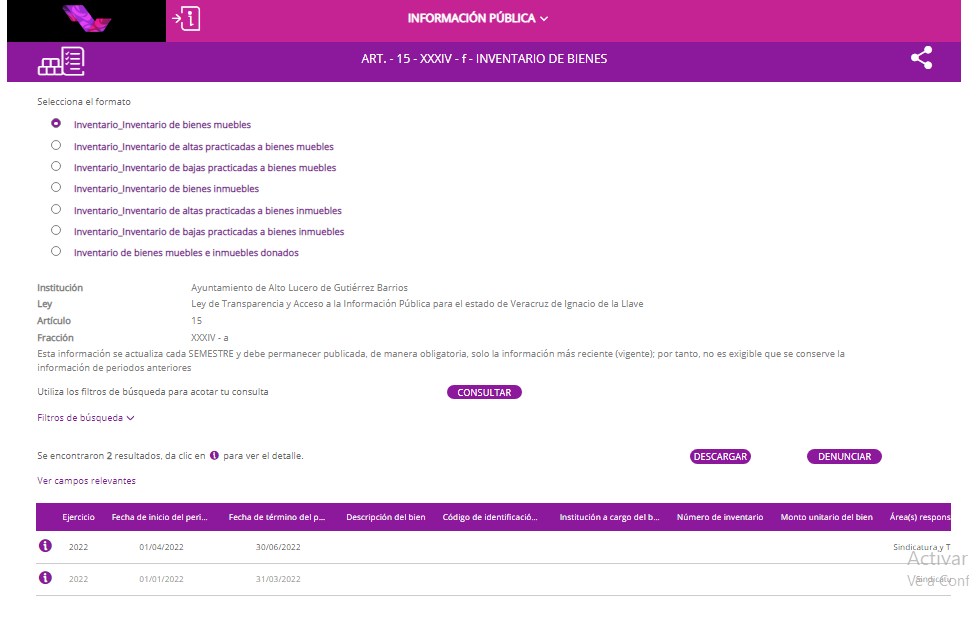 INFORMACIÓN PÚBLICA
ART. - 15 - XXXIV - f - INVENTARIO DE BIENES
Selecciona el formato
Inventario_Inventario de bienes muebles
Inventario_Inventario de altas practicadas a bienes muebles
Inventario_Inventario de bajas practicadas a bienes muebles
Inventario_Inventario de bienes inmuebles
Inventario_Inventario de altas practicadas a bienes inmuebles
Inventario_Inventario de bajas practicadas a bienes inmuebles
Inventario de bienes muebles e inmuebles donados
Institución Ayuntamiento de Alto Lucero de Gutiérrez Barrios
Ley Ley de Transparencia y Acceso a la Información Pública para el estado de Veracruz de Ignacio de la Llave
Artículo 15
Fracción XXXIV - a
Esta información se actualiza cada SEMESTRE y debe permanecer publicada, de manera obligatoria, solo la información más reciente (vigente); por tanto, no es exigible que se conserve la
información de periodos anteriores
Utiliza los filtros de búsqueda para acotar tu consulta CONSULTAR
Filtros de búsqueda
Se encontraron 2 resultados, da clic en i para ver el detalle. DESCARGAR DENUNCIAR
Ver campos relevantes
Ejercicio Fecha de inicio del peri... Fecha de término del p... Descripción del bien Código de identificació... Institución a cargo del b... Número de inventario Monto unitario del bien Área(s) respons
2022 01/04/2022 30/06/2022 Sindicatura y T
Activar
2022 01/01/2022 31/03/2022 Sindicatu
Ve a Conf